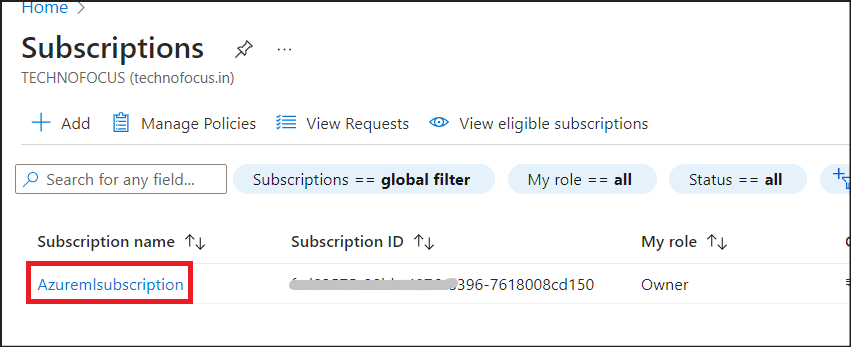 Home
Subscriptions
TECHNOFOCUS (technofocus.in)
Add Manage Policies View Requests View eligible subscriptions
Search for any field... Subscriptions == global filter My role == all Status == all
Subscription name Subscription ID My role
Azuremlsubscription 396-7618008cd150 Owner